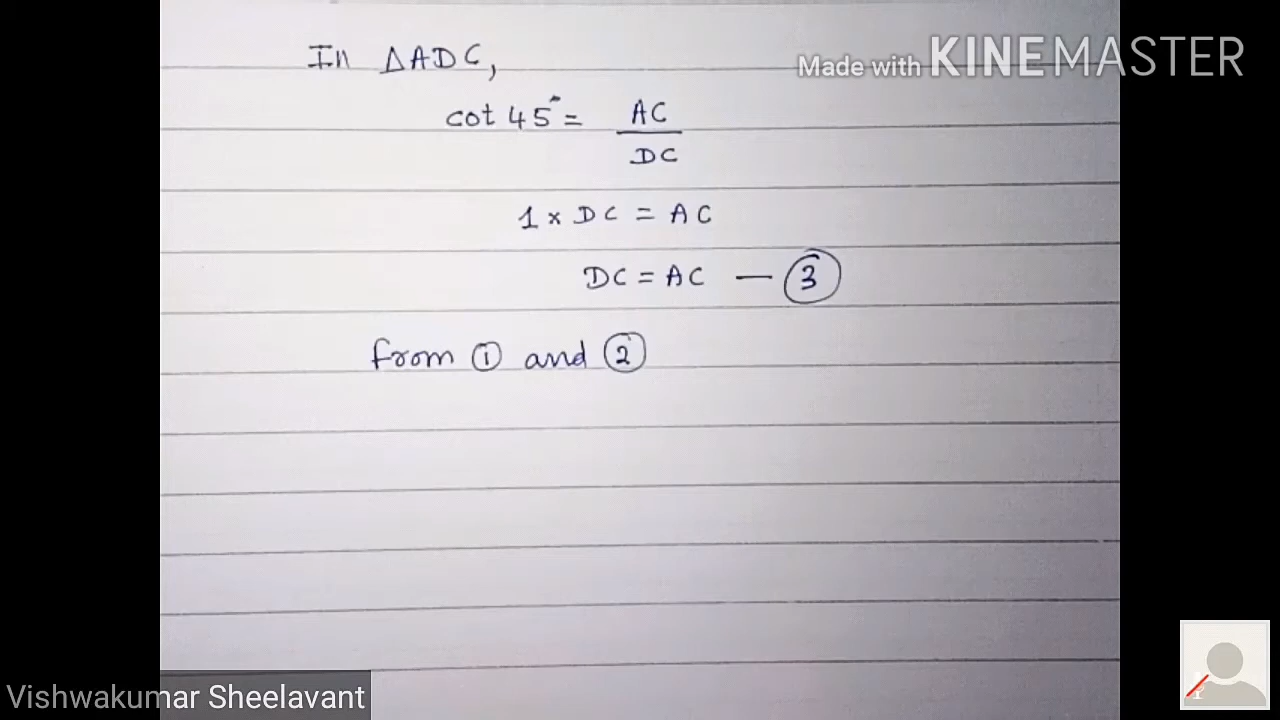 In ΔADC,
Made with KINEMASTER
cot 45° = AC / DC
1 × DC = AC
DC = AC — ③
from ① and ②
Vishwakumar Sheelavant